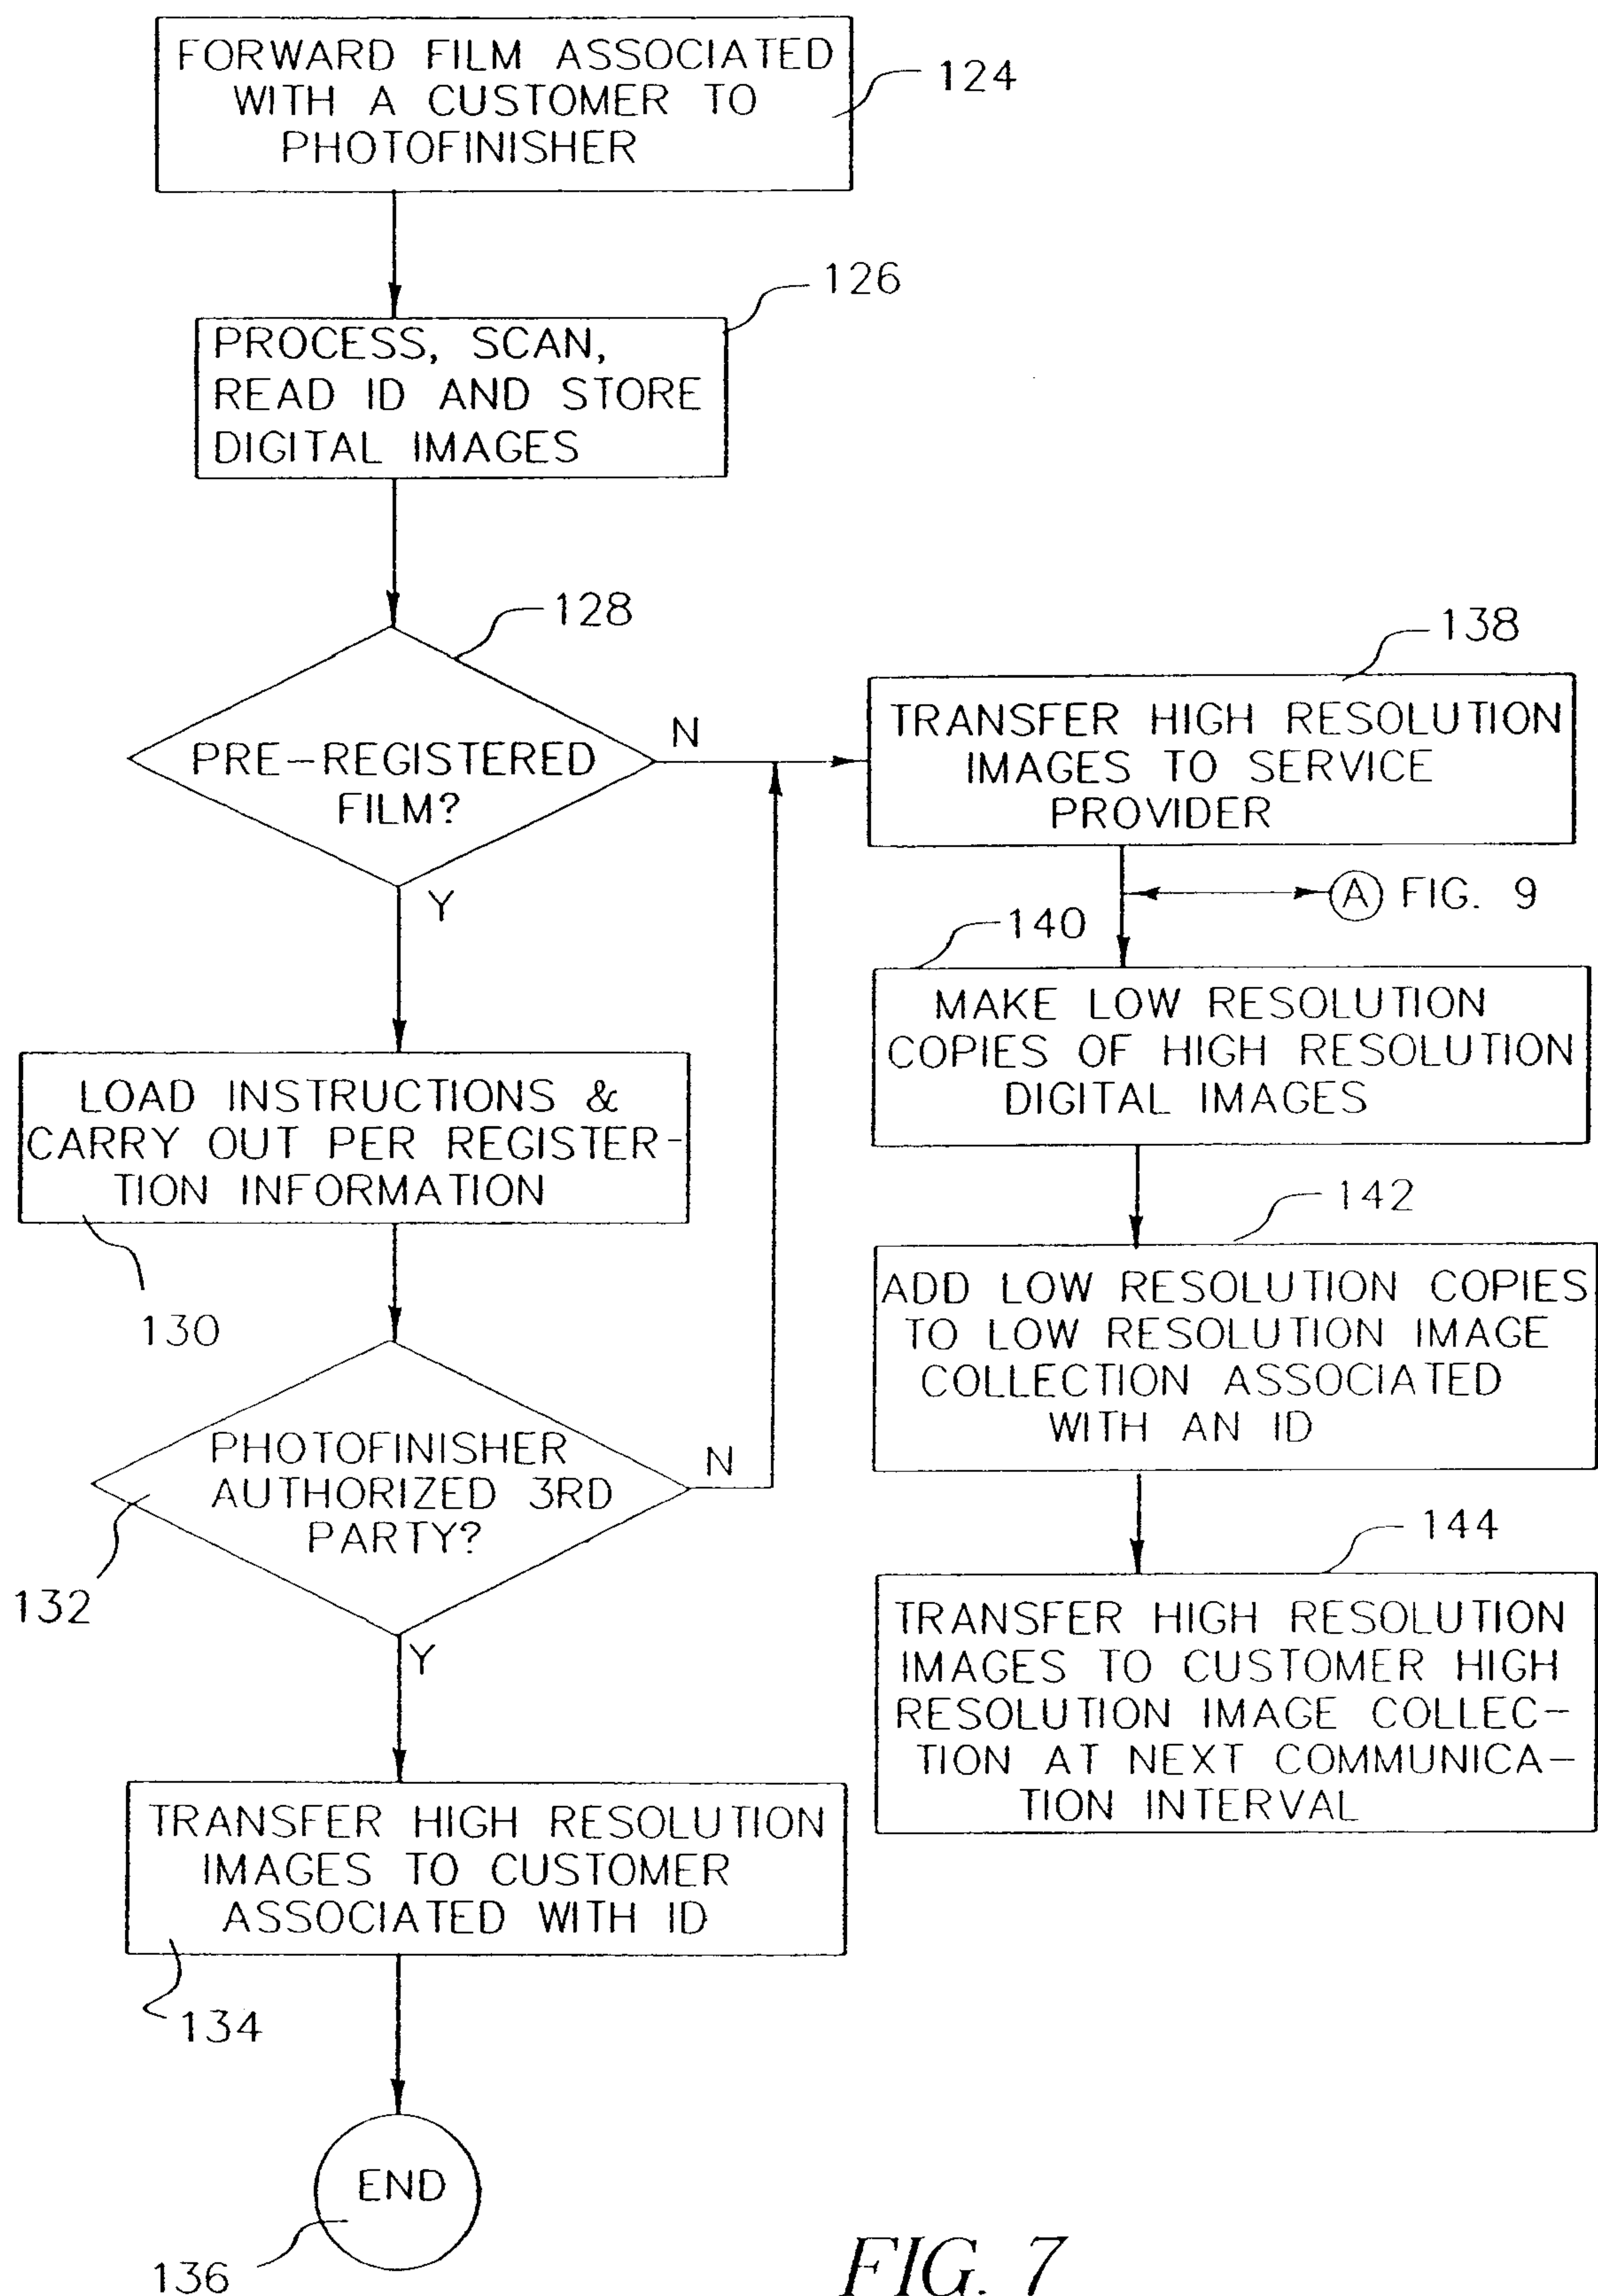 FORWARD FILM ASSOCIATED
WITH A CUSTOMER TO
PHOTOFINISHER
124
PROCESS, SCAN,
READ ID AND STORE
DIGITAL IMAGES
126
PRE-REGISTERED
FILM?
128
N
Y
LOAD INSTRUCTIONS &
CARRY OUT PER REGISTER-
TION INFORMATION
130
PHOTOFINISHER
AUTHORIZED 3RD
PARTY?
132
N
Y
TRANSFER HIGH RESOLUTION
IMAGES TO CUSTOMER
ASSOCIATED WITH ID
134
END
136
TRANSFER HIGH RESOLUTION
IMAGES TO SERVICE
PROVIDER
138
A FIG. 9
140
MAKE LOW RESOLUTION
COPIES OF HIGH RESOLUTION
DIGITAL IMAGES
142
ADD LOW RESOLUTION COPIES
TO LOW RESOLUTION IMAGE
COLLECTION ASSOCIATED
WITH AN ID
144
TRANSFER HIGH RESOLUTION
IMAGES TO CUSTOMER HIGH
RESOLUTION IMAGE COLLEC-
TION AT NEXT COMMUNICA-
TION INTERVAL
FIG. 7